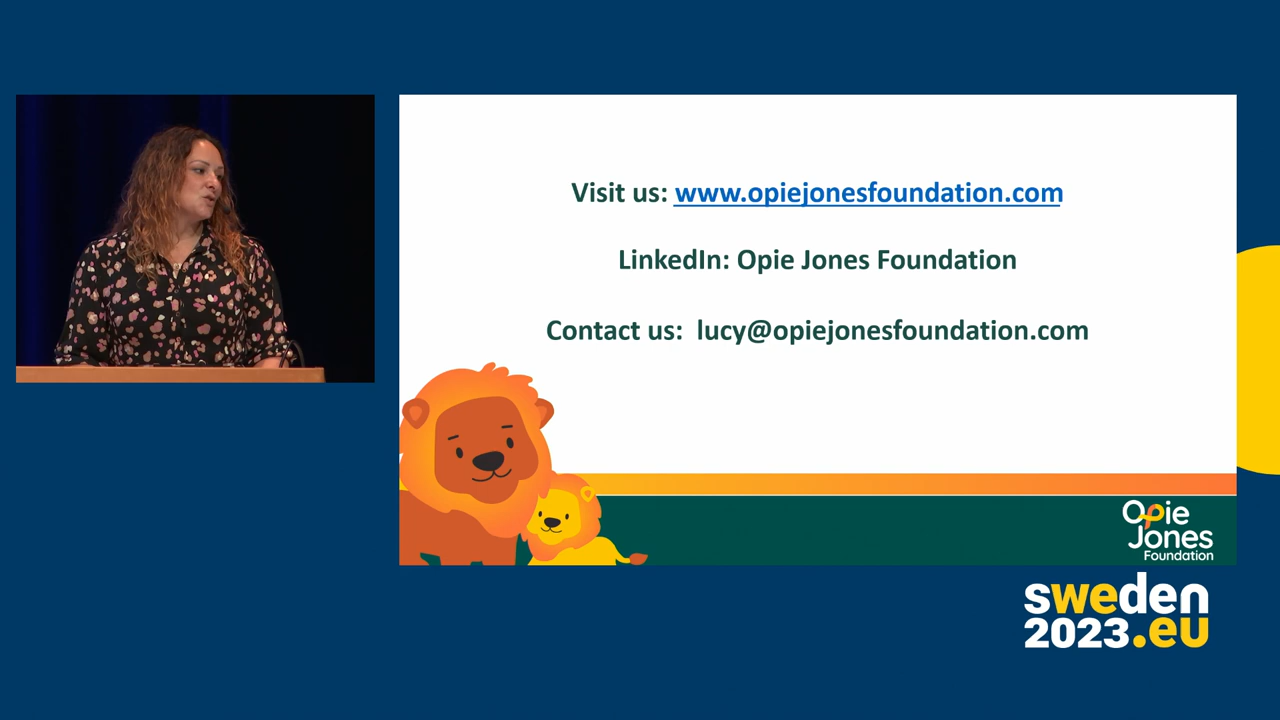 Visit us: www.opiejonesfoundation.com
LinkedIn: Opie Jones Foundation
Contact us: lucy@opiejonesfoundation.com
Opie
Jones
Foundation
sweden
2023.eu